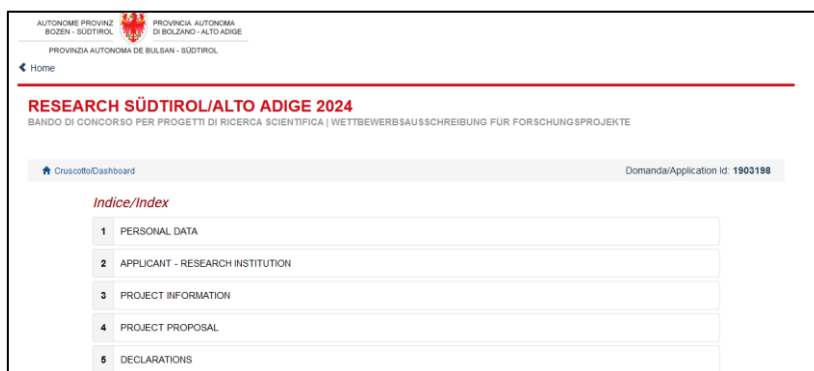 AUTONOME PROVINZ
BOZEN - SÜDTIROL
PROVINCIA AUTONOMA
DI BOLZANO - ALTO ADIGE
PROVINZIA AUTONOMA DE BULSAN - SÜDTIROL
Home
RESEARCH SÜDTIROL/ALTO ADIGE 2024
BANDO DI CONCORSO PER PROGETTI DI RICERCA SCIENTIFICA | WETTBEWERBSAUSSCHREIBUNG FÜR FORSCHUNGSPROJEKTE
Cruscotto/Dashboard Domanda/Application Id: 1903198
Indice/Index
1 PERSONAL DATA
2 APPLICANT - RESEARCH INSTITUTION
3 PROJECT INFORMATION
4 PROJECT PROPOSAL
5 DECLARATIONS